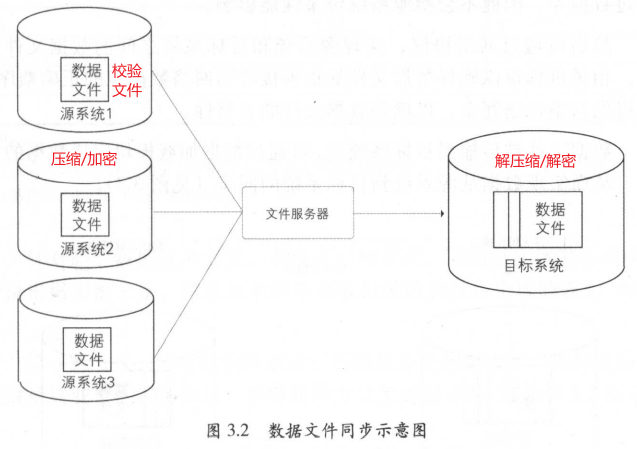 数据
文件
校验
文件
源系统1
压缩/加密
数据
文件
源系统2
数据
文件
源系统3
文件服务器
解压缩/解密
数据
文件
目标系统
图 3.2 数据文件同步示意图